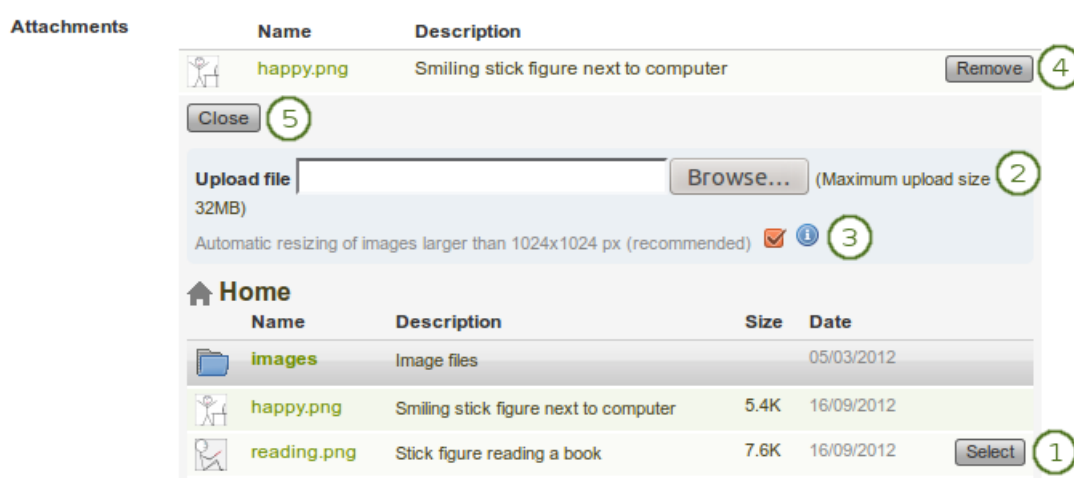 Attachments Name Description
happy.png Smiling stick figure next to computer Remove 4
Close 5
Upload file Browse... (Maximum upload size 2
32MB)
Automatic resizing of images larger than 1024x1024 px (recommended) i 3
Home
Name Description Size Date
images Image files 05/03/2012
happy.png Smiling stick figure next to computer 5.4K 16/09/2012
reading.png Stick figure reading a book 7.6K 16/09/2012 Select 1